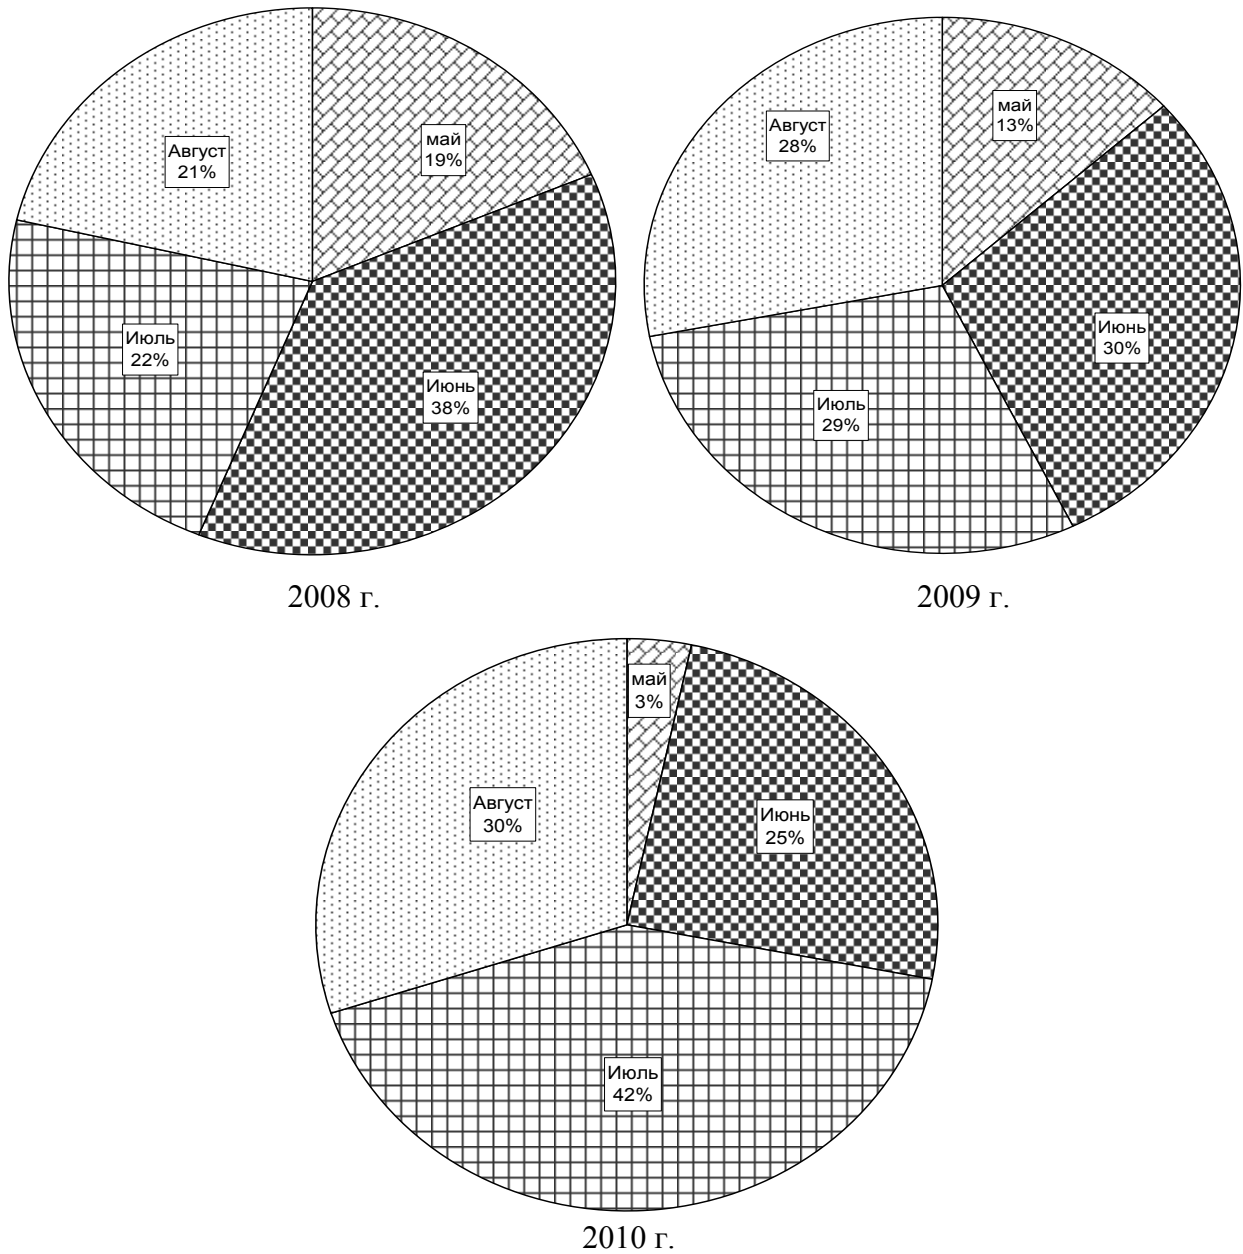 Август
21%
май
19%
Июль
22%
Июнь
38%
2008 г.
Август
28%
май
13%
Июнь
30%
Июль
29%
2009 г.
май
3%
Август
30%
Июнь
25%
Июль
42%
2010 г.